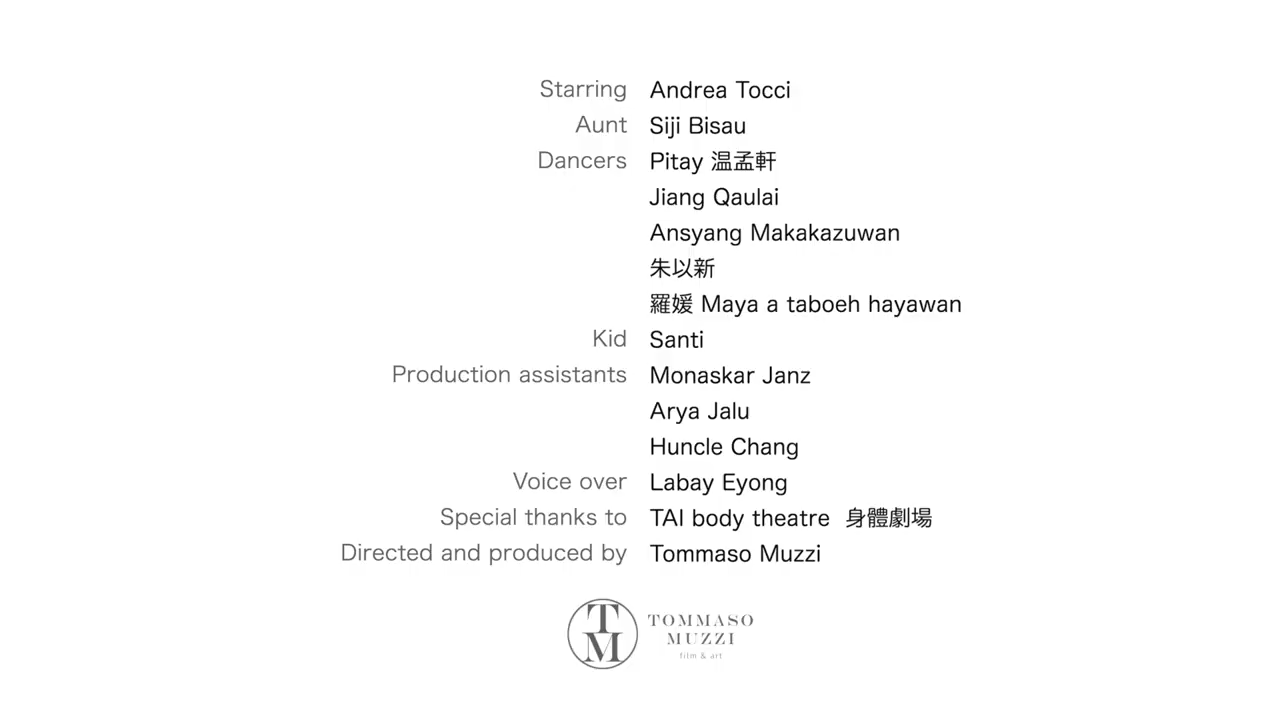 Starring Andrea Tocci
Aunt Siji Bisau
Dancers Pitay 温孟軒
Jiang Qaulai
Ansyang Makakazuwan
朱以新
羅媛 Maya a taboeh hayawan
Kid Santi
Production assistants Monaskar Janz
Arya Jalu
Huncle Chang
Voice over Labay Eyong
Special thanks to TAI body theatre 身體劇場
Directed and produced by Tommaso Muzzi
TM
TOMMASO
MUZZI
film & art